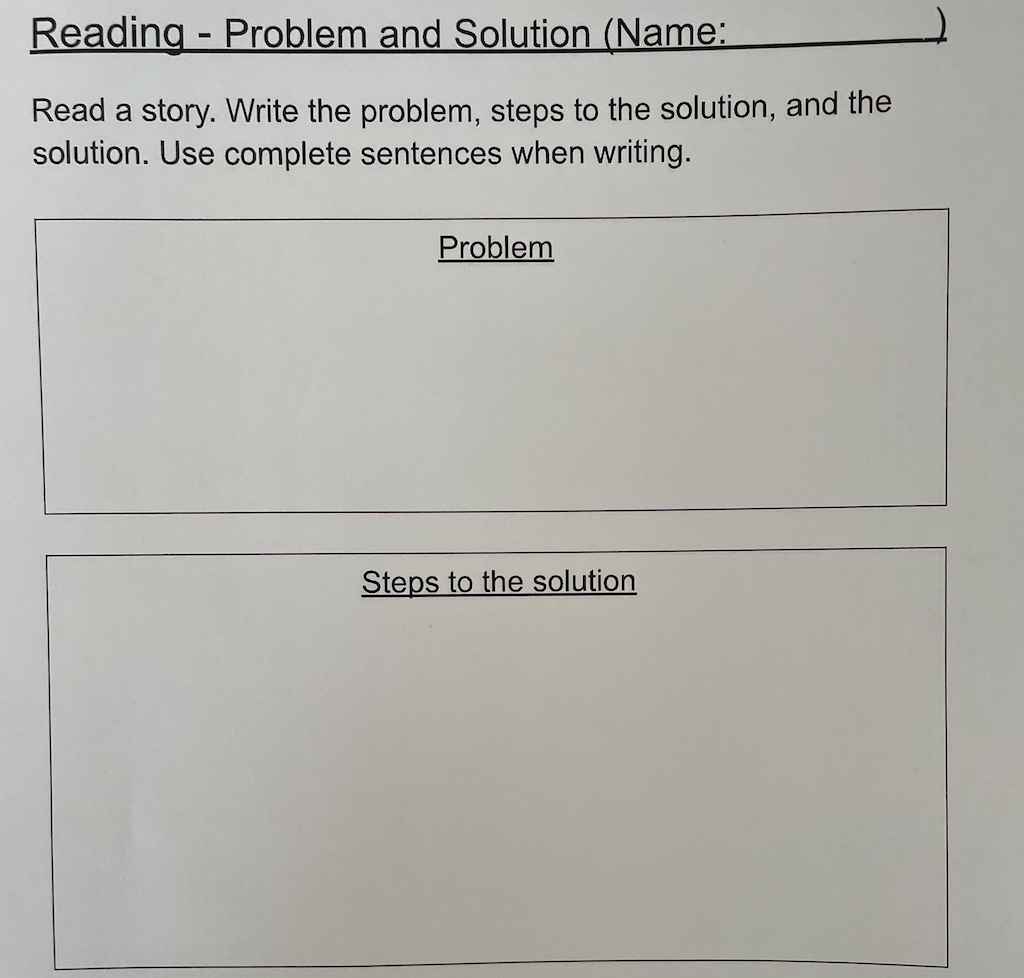 Reading - Problem and Solution (Name: __________)
Read a story. Write the problem, steps to the solution, and the
solution. Use complete sentences when writing.
Problem
Steps to the solution